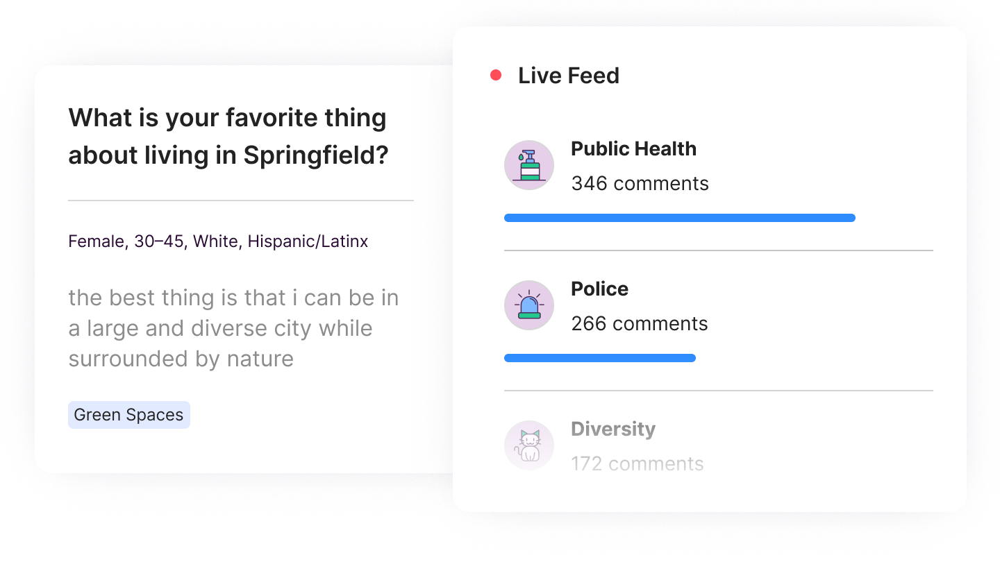 What is your favorite thing
about living in Springfield?
Female, 30–45, White, Hispanic/Latinx
the best thing is that i can be in
a large and diverse city while
surrounded by nature
Green Spaces
Live Feed
Public Health
346 comments
Police
266 comments
Diversity
172 comments